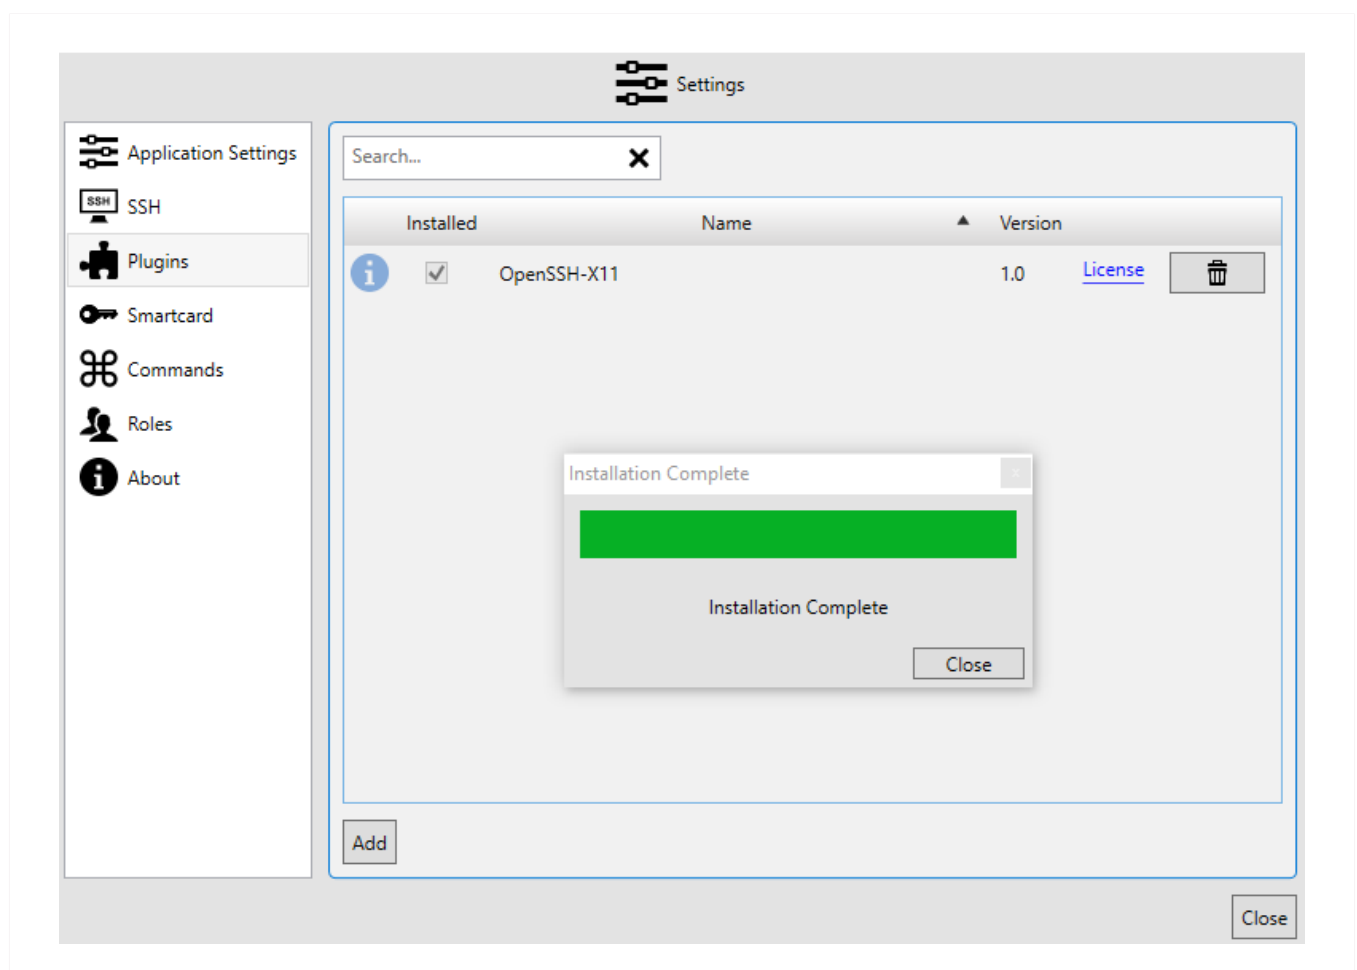 Settings
Application Settings
SSH
SSH
Plugins
Smartcard
Commands
Roles
About
Search...
Installed Name Version
OpenSSH-X11 1.0 License
Installation Complete
x
Installation Complete
Close
Add
Close